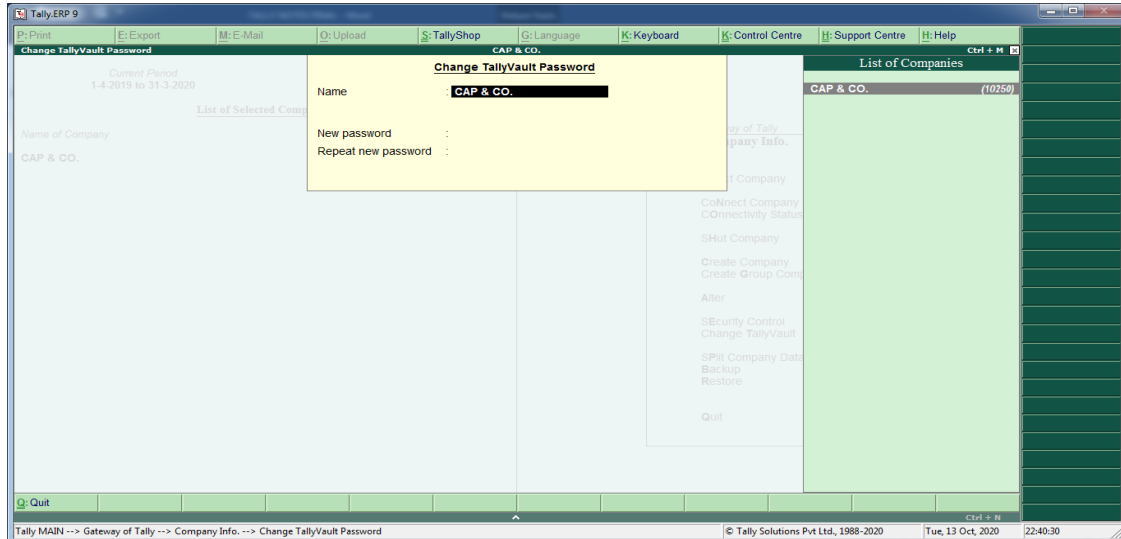 Tally.ERP 9
P: Print E: Export M: E-Mail O: Upload S: TallyShop G: Language K: Keyboard K: Control Centre H: Support Centre H: Help
Change TallyVault Password CAP & CO. Ctrl + M
Current Period
1-4-2019 to 31-3-2020
List of Selected Comp
Name of Company
CAP & CO.
Change TallyVault Password
Name : CAP & CO.
New password :
Repeat new password :
ay of Tally
pany Info.
t Company
CoNnect Company
COnnectivity Status
SHut Company
Create Company
Create Group Comp
Alter
SEcurity Control
Change TallyVault
SPlit Company Data
Backup
Restore
Quit
List of Companies
CAP & CO. (10250)
Q: Quit
Ctrl + N
Tally MAIN --> Gateway of Tally --> Company Info. --> Change TallyVault Password © Tally Solutions Pvt Ltd., 1988-2020 Tue, 13 Oct, 2020 22:40:30